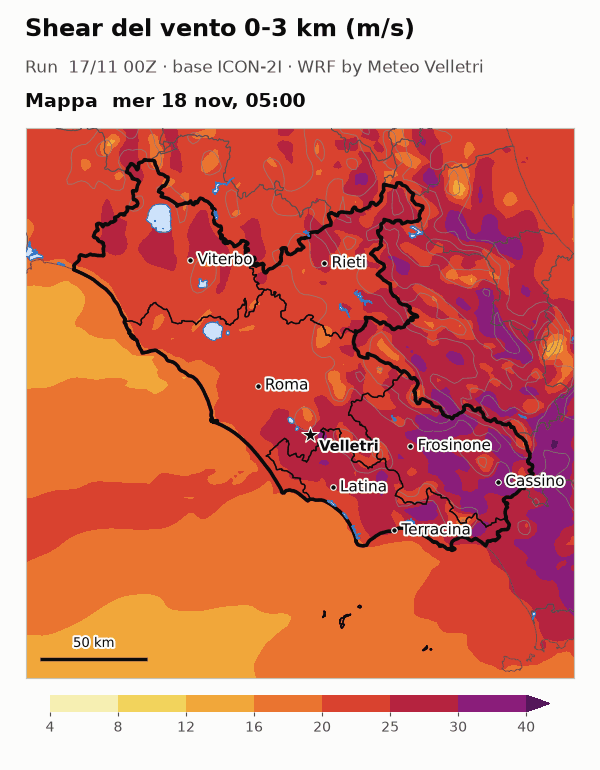 Shear del vento 0-3 km (m/s)
Run 17/11 00Z · base ICON-2I · WRF by Meteo Velletri
Mappa mer 18 nov, 05:00
Viterbo
Rieti
Roma
Velletri
Frosinone
Cassino
Latina
Terracina
50 km
4 8 12 16 20 25 30 40